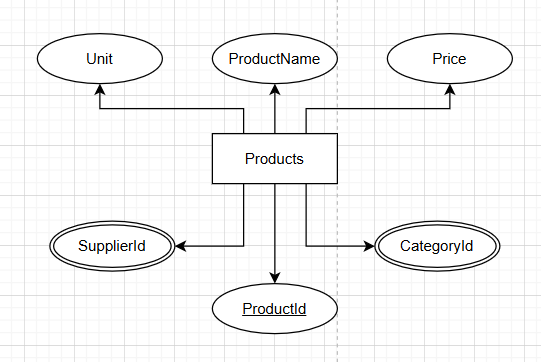 Unit
ProductName
Price
Products
SupplierId
CategoryId
ProductId